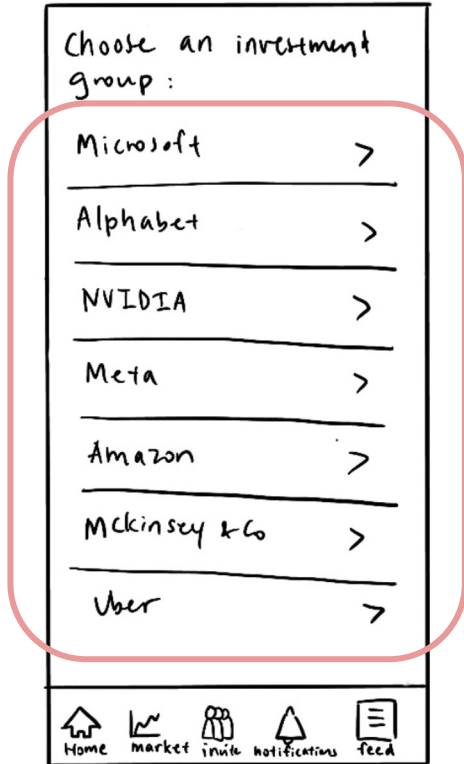 Choose an investment
group :
Microsoft
Alphabet
NVIDIA
Meta
Amazon
Mckinsey & Co
Uber
Home market invite notifications feed